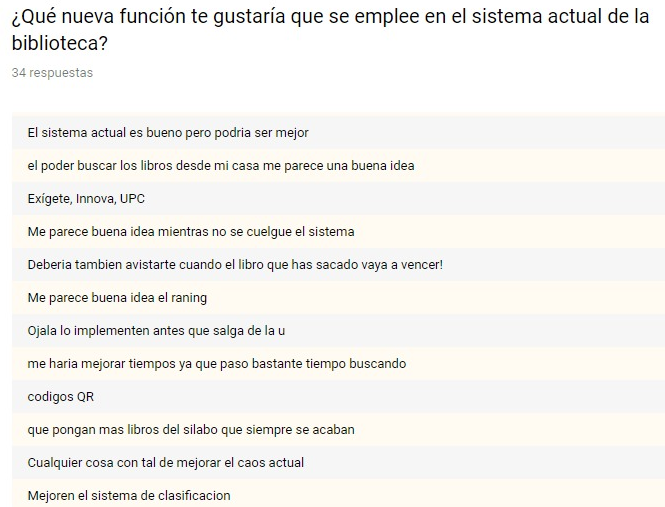 ¿Qué nueva función te gustaría que se emplee en el sistema actual de la
biblioteca?
34 respuestas
El sistema actual es bueno pero podria ser mejor
el poder buscar los libros desde mi casa me parece una buena idea
Exígete, Innova, UPC
Me parece buena idea mientras no se cuelgue el sistema
Deberia tambien avistarte cuando el libro que has sacado vaya a vencer!
Me parece buena idea el raning
Ojala lo implementen antes que salga de la u
me haria mejorar tiempos ya que paso bastante tiempo buscando
codigos QR
que pongan mas libros del silabo que siempre se acaban
Cualquier cosa con tal de mejorar el caos actual
Mejoren el sistema de clasificacion